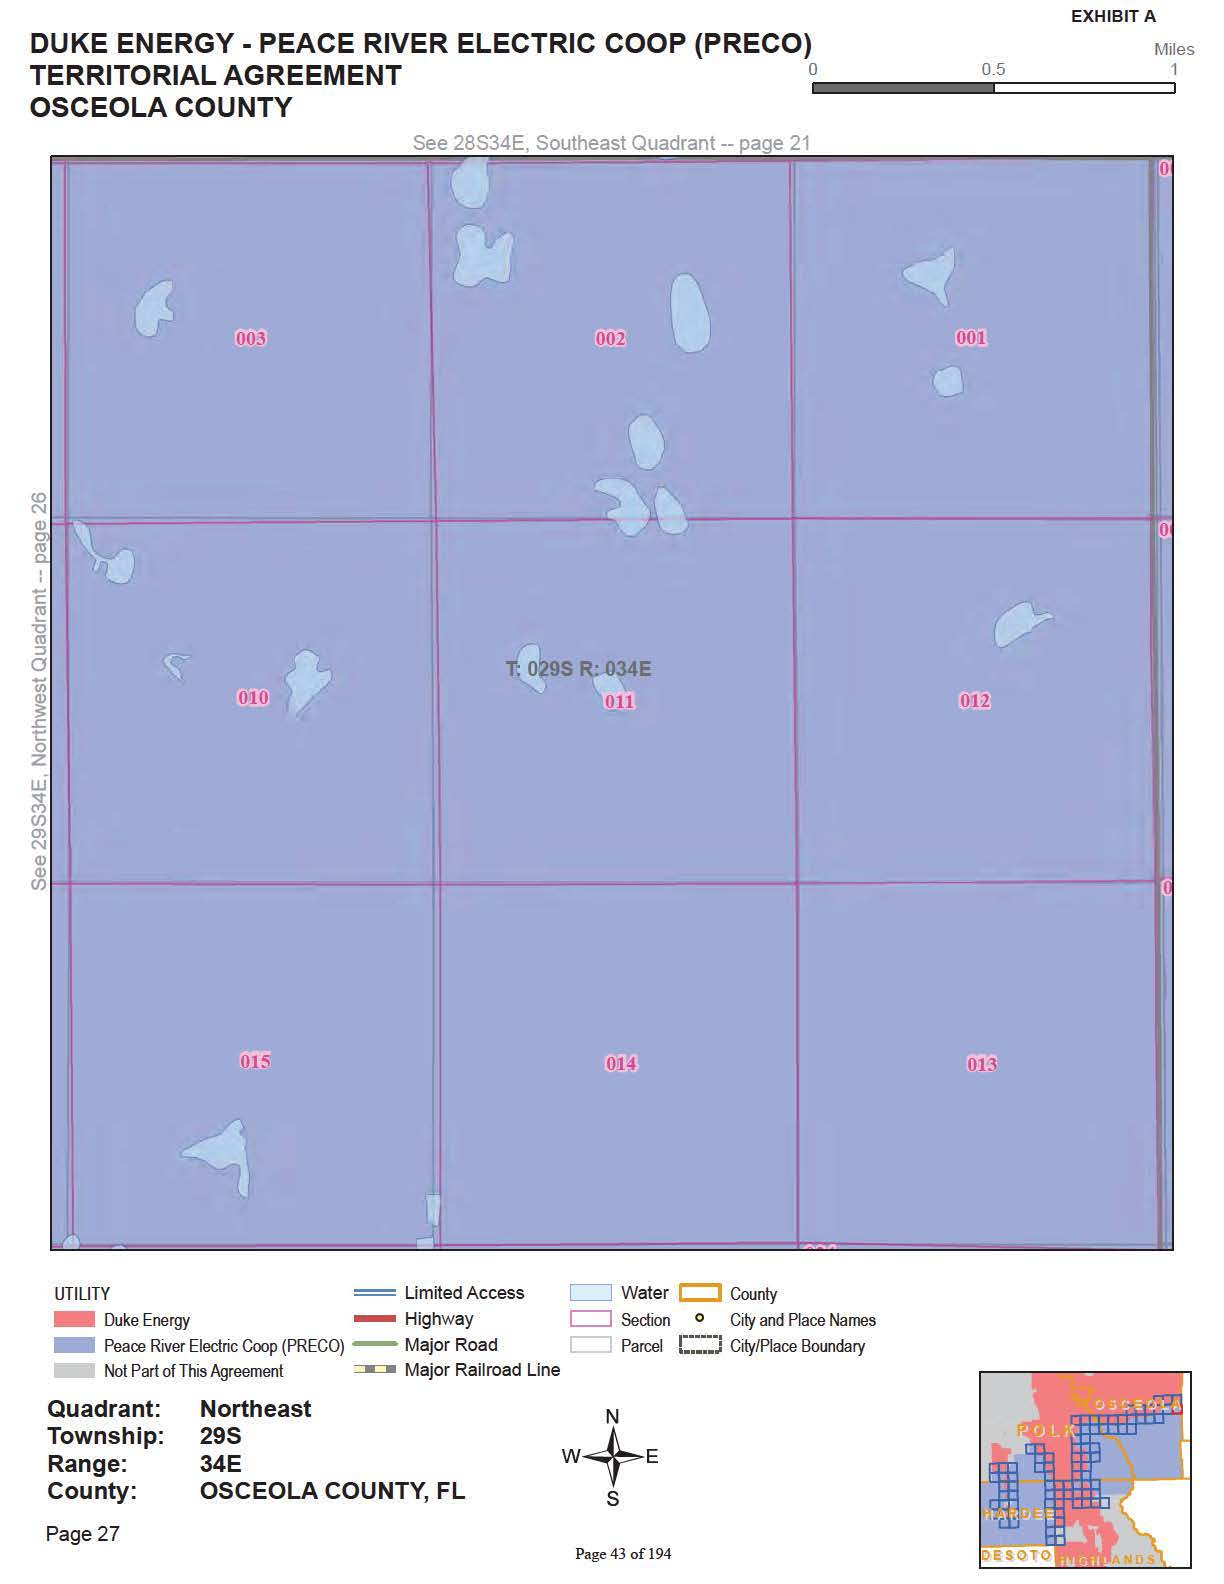 EXHIBIT A
DUKE ENERGY - PEACE RIVER ELECTRIC COOP (PRECO)
TERRITORIAL AGREEMENT
OSCEOLA COUNTY
Miles
0 0.5 1
See 28S34E, Southeast Quadrant -- page 21
See 29S34E, Northwest Quadrant -- page 26
003 002 001
T: 029S R: 034E
010 011 012
015 014 013
UTILITY
Duke Energy
Peace River Electric Coop (PRECO)
Not Part of This Agreement
Limited Access
Highway
Major Road
Major Railroad Line
Water
Section
Parcel
County
City and Place Names
City/Place Boundary
Quadrant: Northeast
Township: 29S
Range: 34E
County: OSCEOLA COUNTY, FL
Page 27
N
W E
S
Page 43 of 194
OSCEOLA
POLK
HARDEE
DESOTO HIGHLANDS